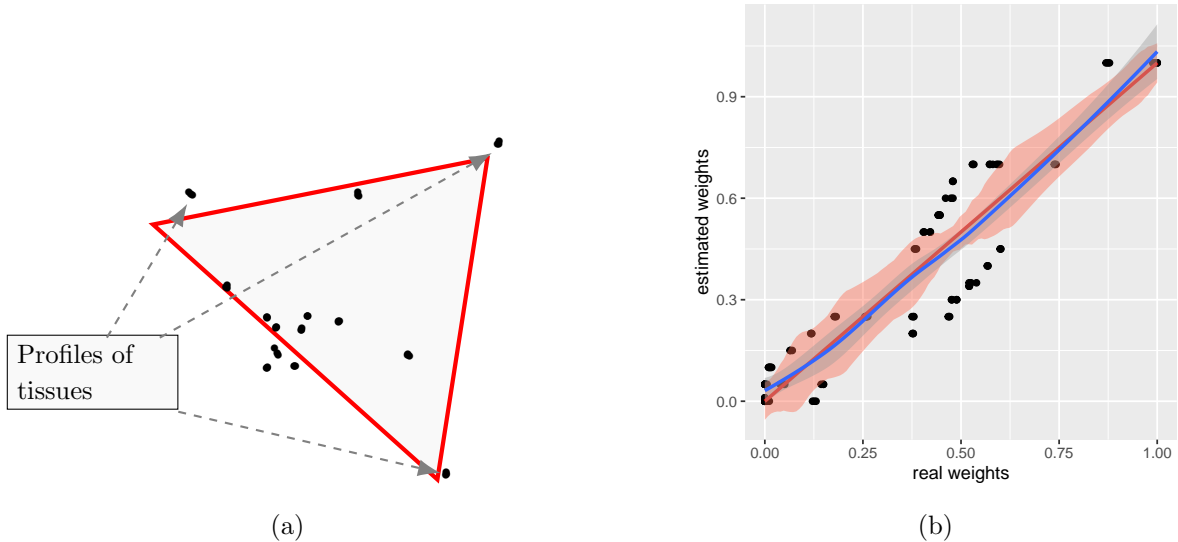 Profiles of
tissues
(a)
estimated weights
0.9
0.6
0.3
0.0
0.00 0.25 0.50 0.75 1.00
real weights
(b)